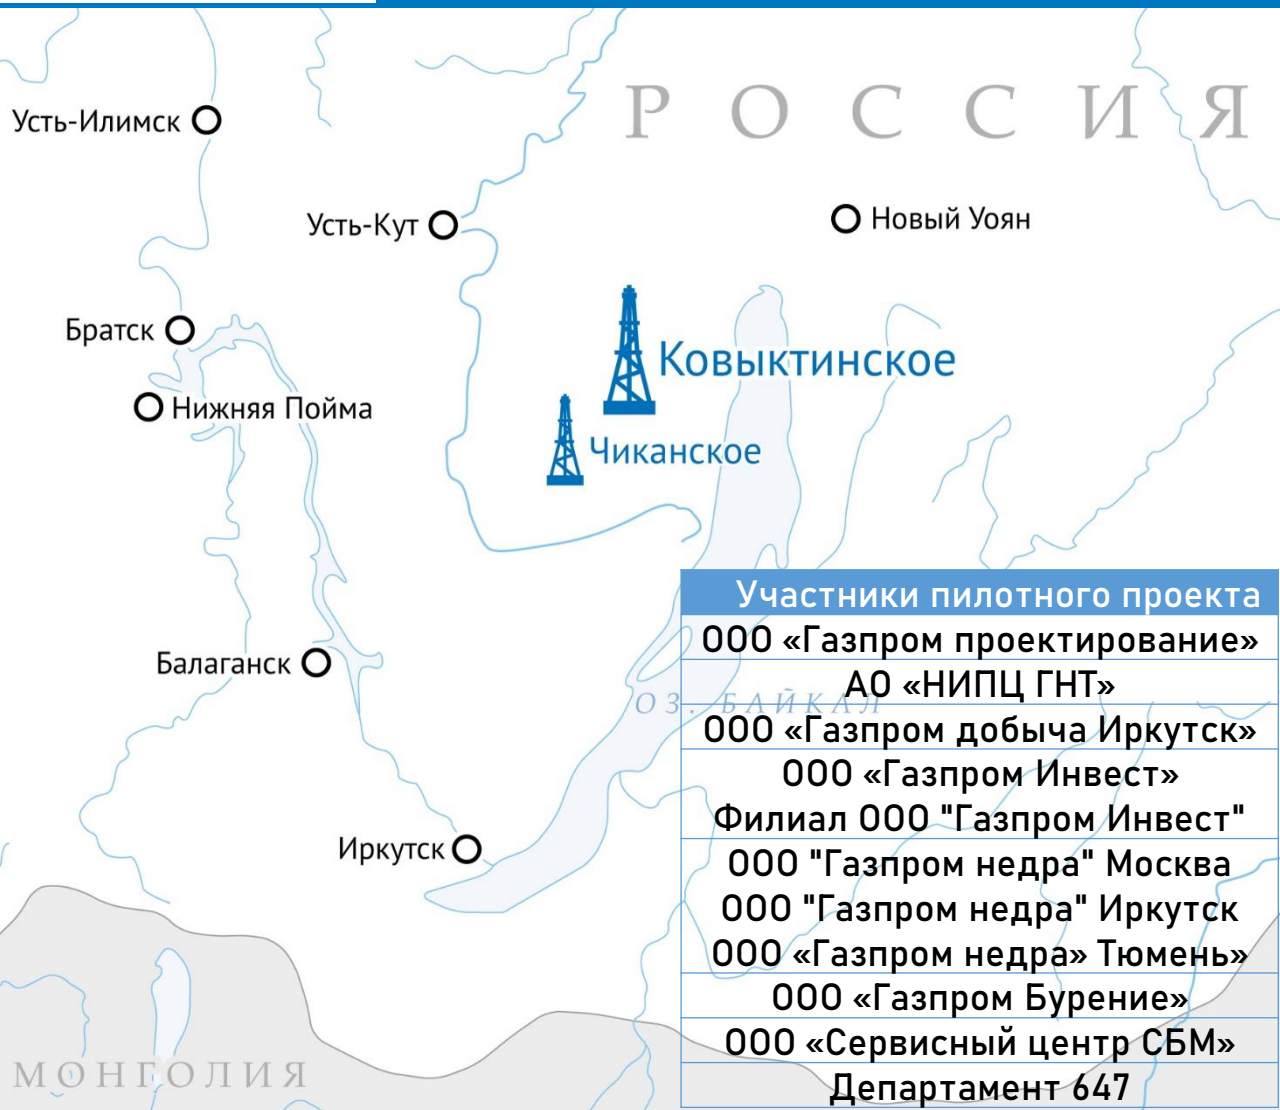 РОССИЯ
Усть-Илимск
Усть-Кут
Новый Уоян
Братск
Ковыктинское
Нижняя Пойма
Чиканское
Участники пилотного проекта
ООО «Газпром проектирование»
Балаганск
АО «НИПЦ ГНТ»
ОЗ. БАЙКАЛ
ООО «Газпром добыча Иркутск»
ООО «Газпром Инвест»
Филиал ООО "Газпром Инвест"
Иркутск
ООО "Газпром недра" Москва
ООО "Газпром недра" Иркутск
ООО «Газпром недра» Тюмень»
ООО «Газпром Бурение»
ООО «Сервисный центр СБМ»
МОНГОЛИЯ
Департамент 647